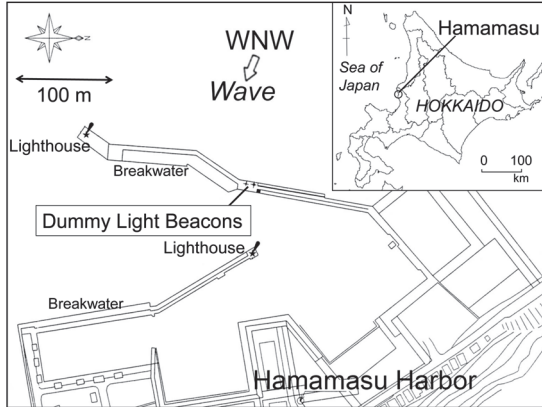 WNW
Wave
100 m
N
Lighthouse
Breakwater
Dummy Light Beacons
Lighthouse
Breakwater
Hamamasu Harbor
N
Hamamasu
Sea of
Japan
HOKKAIDO
0 100
km